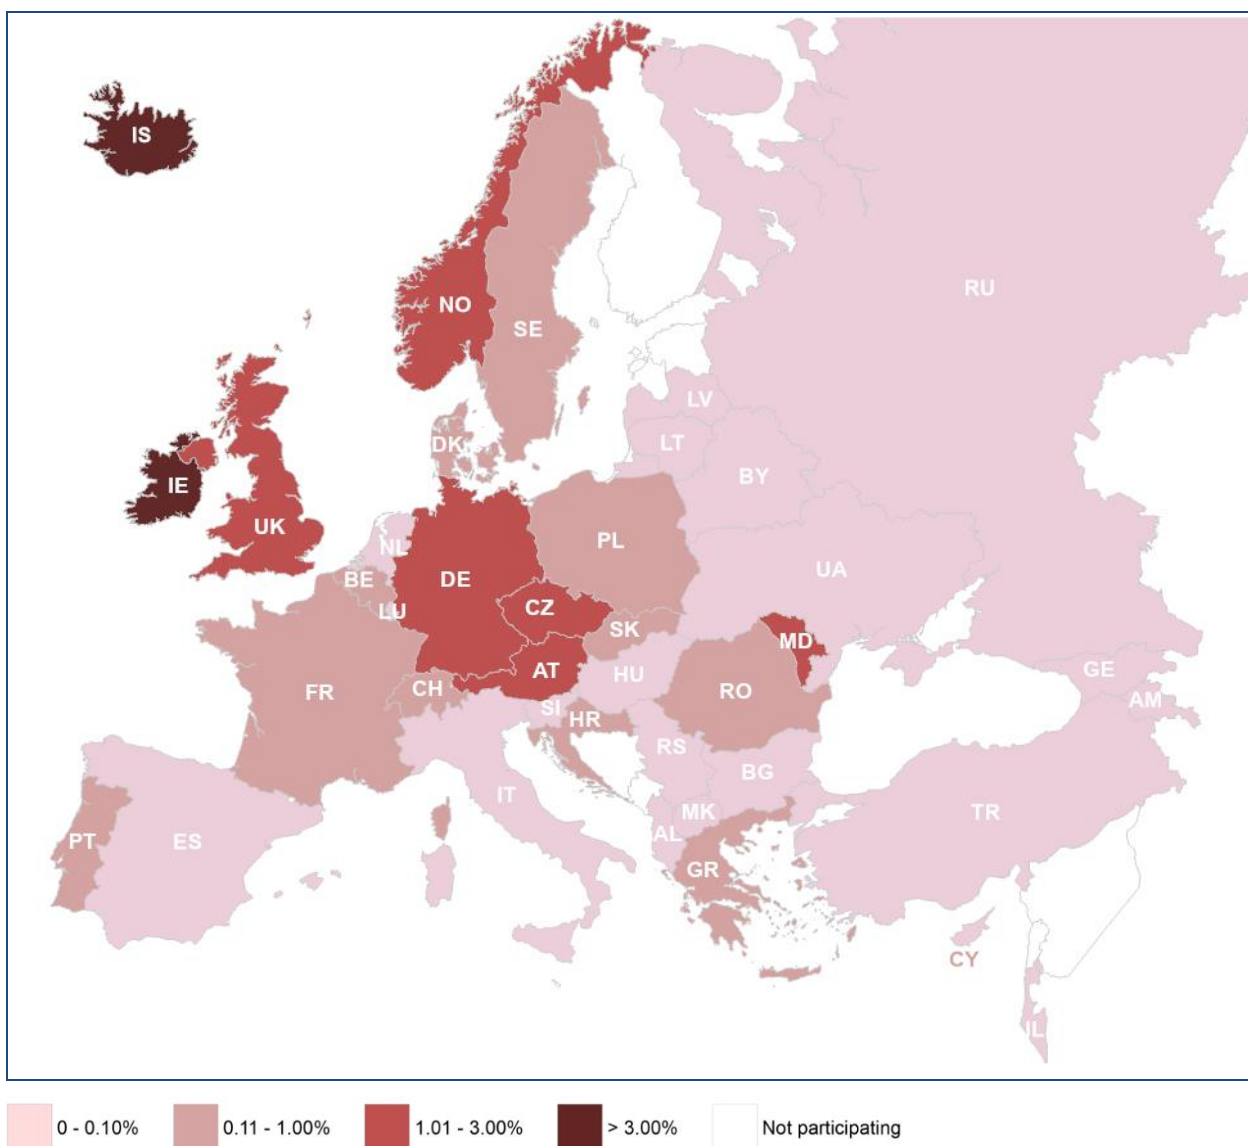 IS
RU
NO
SE
LV
DK
LT
BY
IE
UK
NL
PL
BE
DE
UA
LU
CZ
SK
MD
AT
HU
GE
FR
CH
RO
AM
SI
HR
RS
BG
IT
MK
TR
PT
ES
AL
GR
CY
IL
0 - 0.10%
0.11 - 1.00%
1.01 - 3.00%
> 3.00%
Not participating